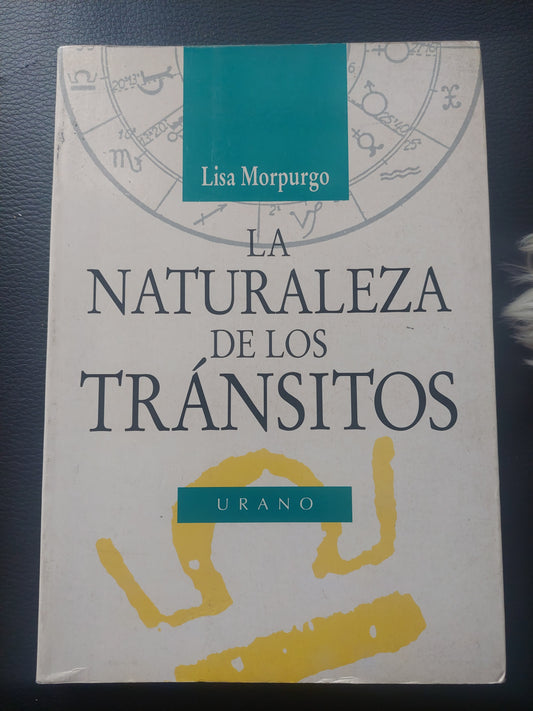 Lisa Morpurgo
LA
NATURALEZA
DE LOS
TRÁNSITOS
URANO